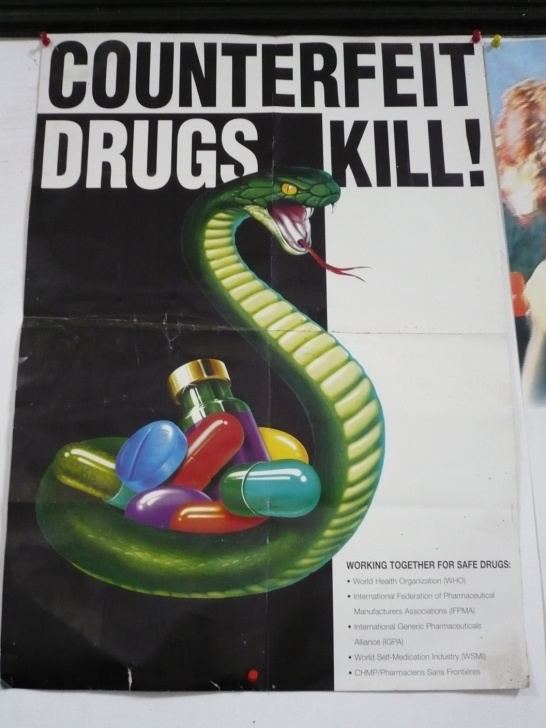 COUNTERFEIT
DRUGS KILL!
WORKING TOGETHER FOR SAFE DRUGS:
• World Health Organization (WHO)
• International Federation of Pharmaceutical
Manufacturers Associations (IFPMA)
• International Generic Pharmaceuticals
Alliance (IGPA)
• World Self-Medication Industry (WSMI)
• CHMP/Pharmaciens Sans Frontières